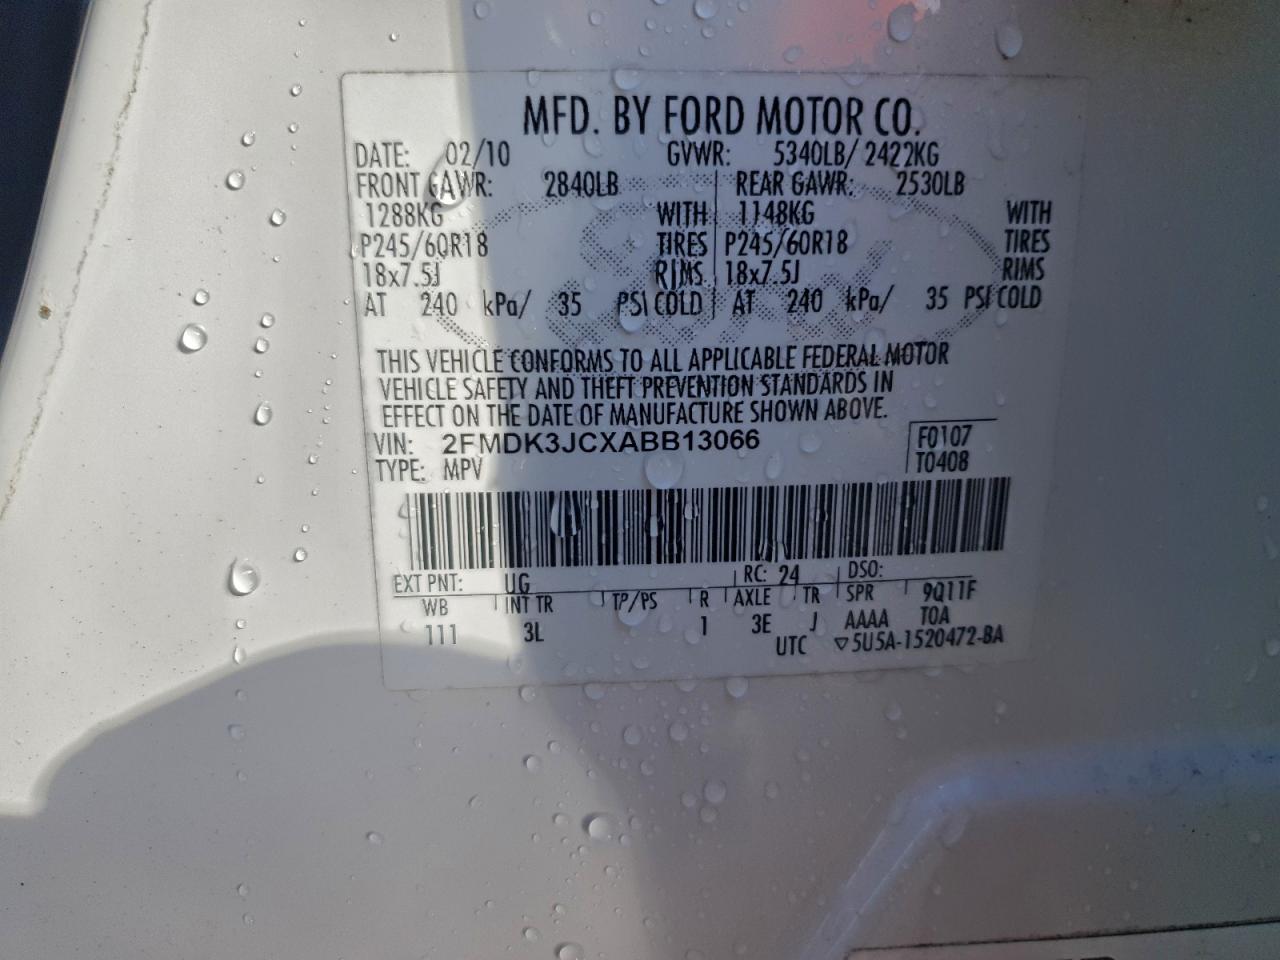 MFD. BY FORD MOTOR CO.
DATE: 02/10 GVWR: 5340LB/ 2422KG
FRONT GAWR: 2840LB REAR GAWR: 2530LB
1288KG WITH 1148KG WITH
P245/60R18 TIRES P245/60R18 TIRES
18x7.5J RIMS 18x7.5J RIMS
AT 240 kPa/ 35 PSI COLD AT 240 kPa/ 35 PSI COLD
THIS VEHICLE CONFORMS TO ALL APPLICABLE FEDERAL MOTOR
VEHICLE SAFETY AND THEFT PREVENTION STANDARDS IN
EFFECT ON THE DATE OF MANUFACTURE SHOWN ABOVE.
VIN: 2FMDK3JCXABB13066 F0107
TYPE: MPV T0408
EXT PNT: UG RC: 24 DSO:
WB INT TR TP/PS R AXLE TR SPR 9Q11F
111 3L 1 3E J AAAA T0A
UTC ▽5U5A-1520472-BA